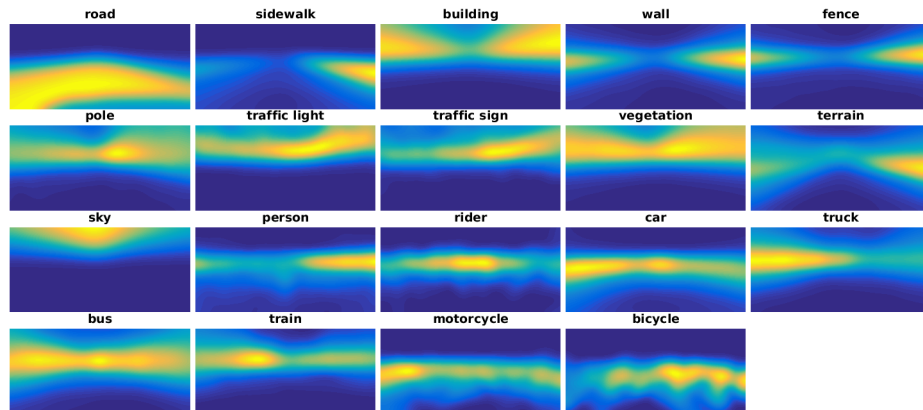 road sidewalk building wall fence
pole traffic light traffic sign vegetation terrain
sky person rider car truck
bus train motorcycle bicycle